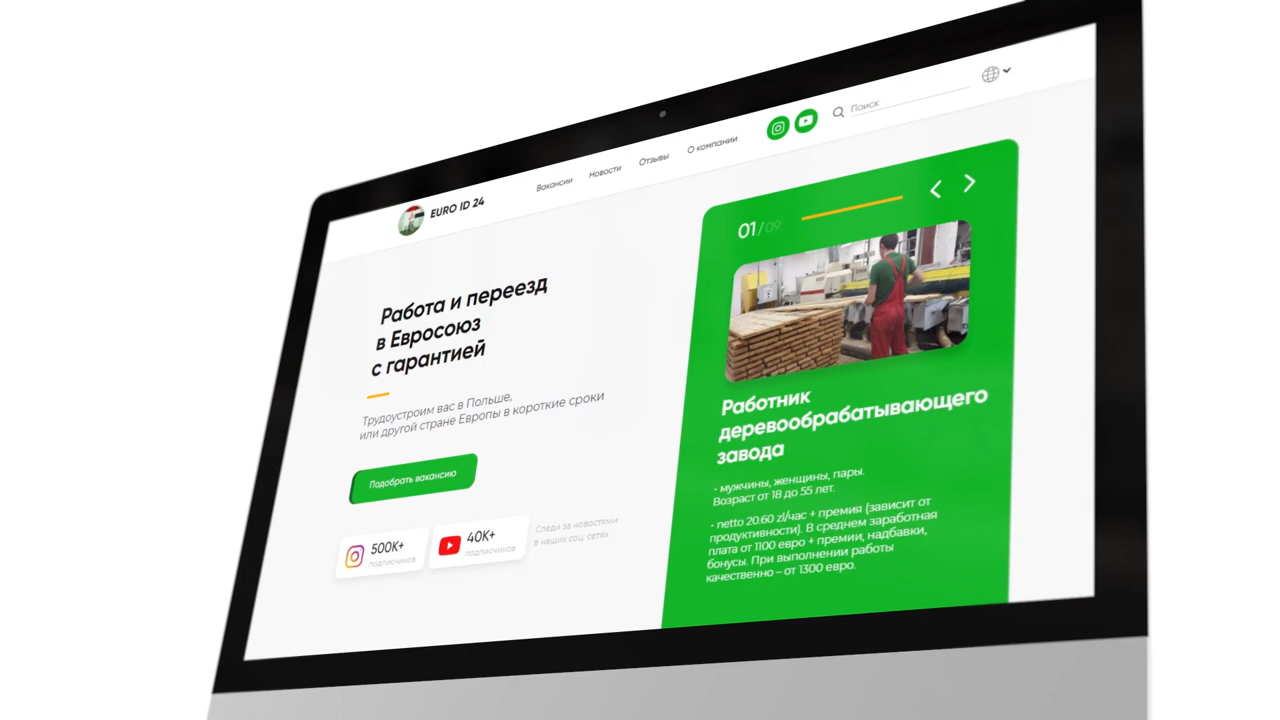 EURO ID 24
Вакансии
Новости
Отзывы
О компании
Поиск
Работа и переезд
в Евросоюз
с гарантией
Трудоустроим вас в Польше,
или другой стране Европы в короткие сроки
Подобрать вакансию
500K+
подписчиков
40K+
подписчиков
Следи за новостями
в наших соц. сетях
01/09
Работник
деревообрабатывающего
завода
- мужчины, женщины, пары.
Возраст от 18 до 55 лет.
- netto 20.60 zl/час + премия (зависит от
продуктивности). В среднем заработная
плата от 1100 евро + премии, надбавки,
бонусы. При выполнении работы
качественно – от 1300 евро.